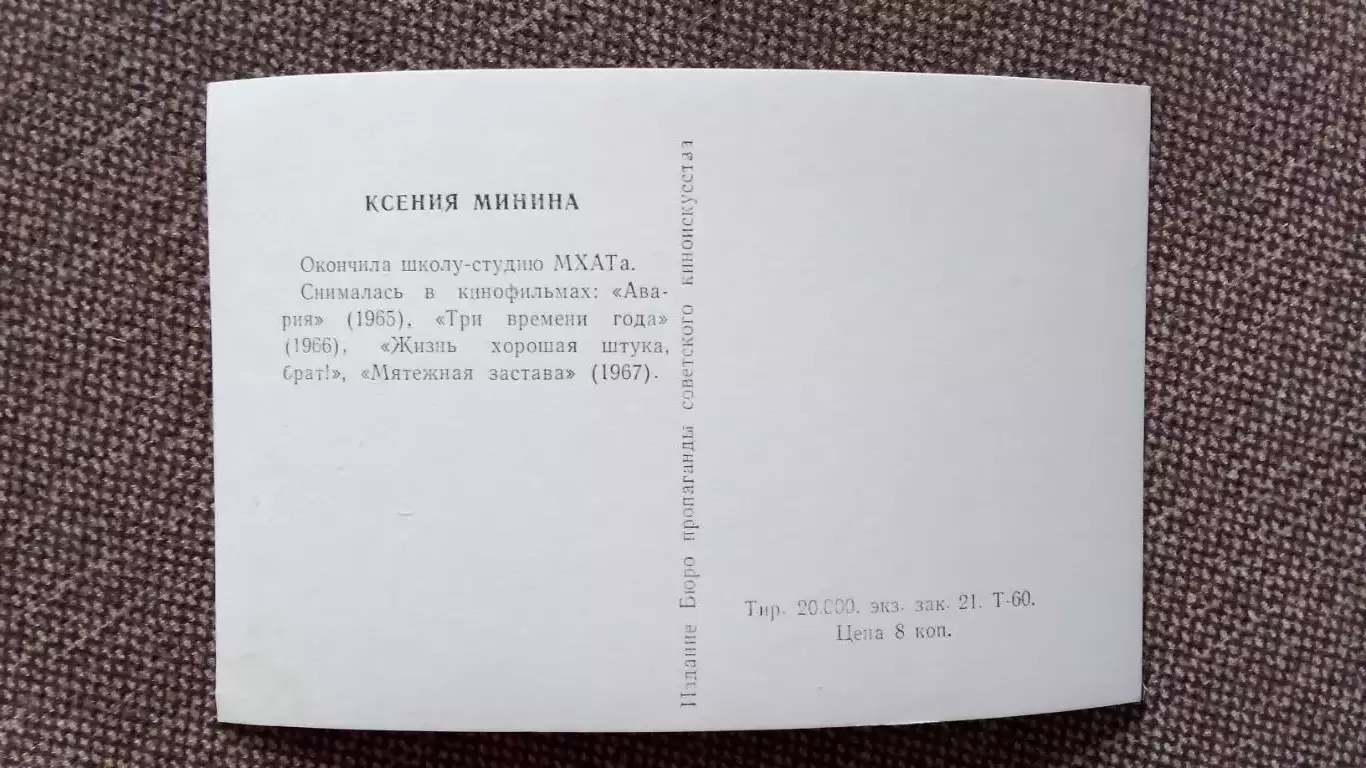 КСЕНИЯ МИНИНА
Окончила школу-студию МХАТа.
Снималась в кинофильмах: «Ава-
рия» (1965), «Три времени года»
(1966), «Жизнь хорошая штука,
брат!», «Мятежная застава» (1967).
Издание Бюро пропаганды советского киноискусства
Тир. 20.000. экз. зак. 21. Т-60.
Цена 8 коп.